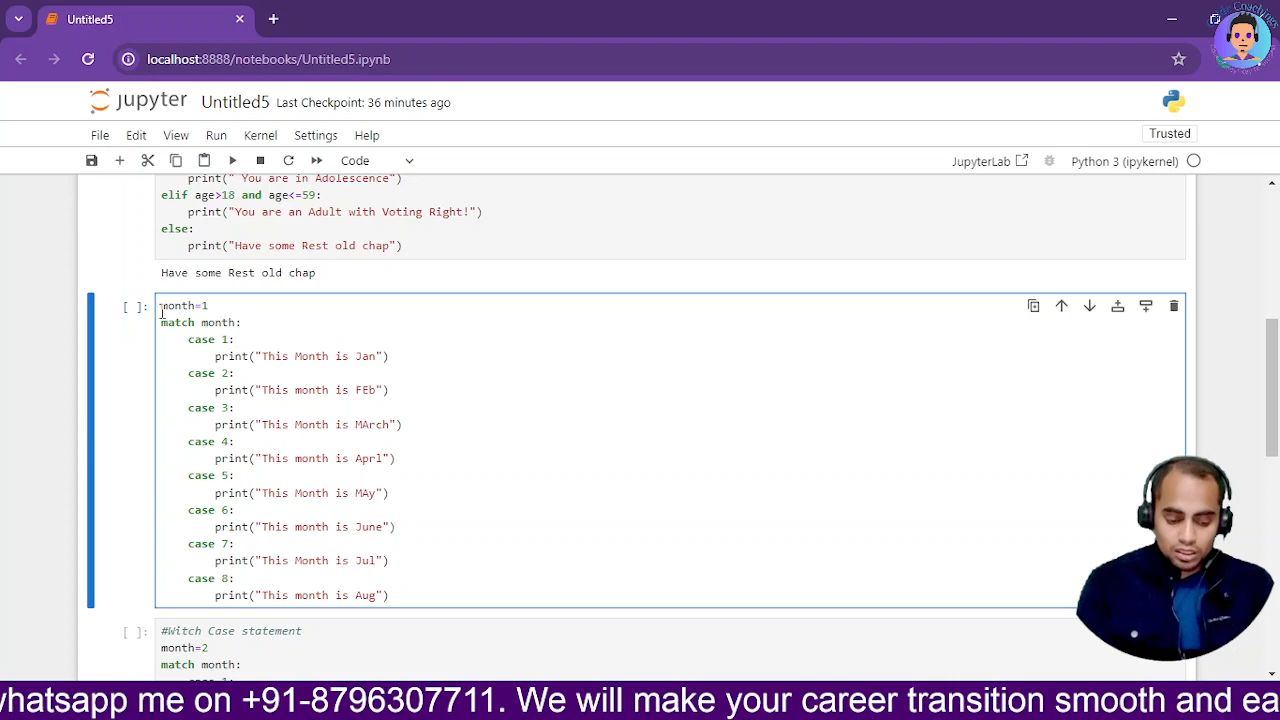 Untitled5
localhost:8888/notebooks/Untitled5.ipynb
Coachings
jupyter Untitled5 Last Checkpoint: 36 minutes ago
File Edit View Run Kernel Settings Help
Trusted
Code
JupyterLab Python 3 (ipykernel)
print(" You are in Adolescence")
elif age>18 and age<=59:
print("You are an Adult with Voting Right!")
else:
print("Have some Rest old chap")
Have some Rest old chap
[ ]: month=1
match month:
case 1:
print("This Month is Jan")
case 2:
print("This month is FEb")
case 3:
print("This Month is MArch")
case 4:
print("This month is Aprl")
case 5:
print("This Month is MAy")
case 6:
print("This month is June")
case 7:
print("This Month is Jul")
case 8:
print("This month is Aug")
[ ]: #Witch Case statement
month=2
match month:
whatsapp me on +91-8796307711. We will make your career transition smooth and ea